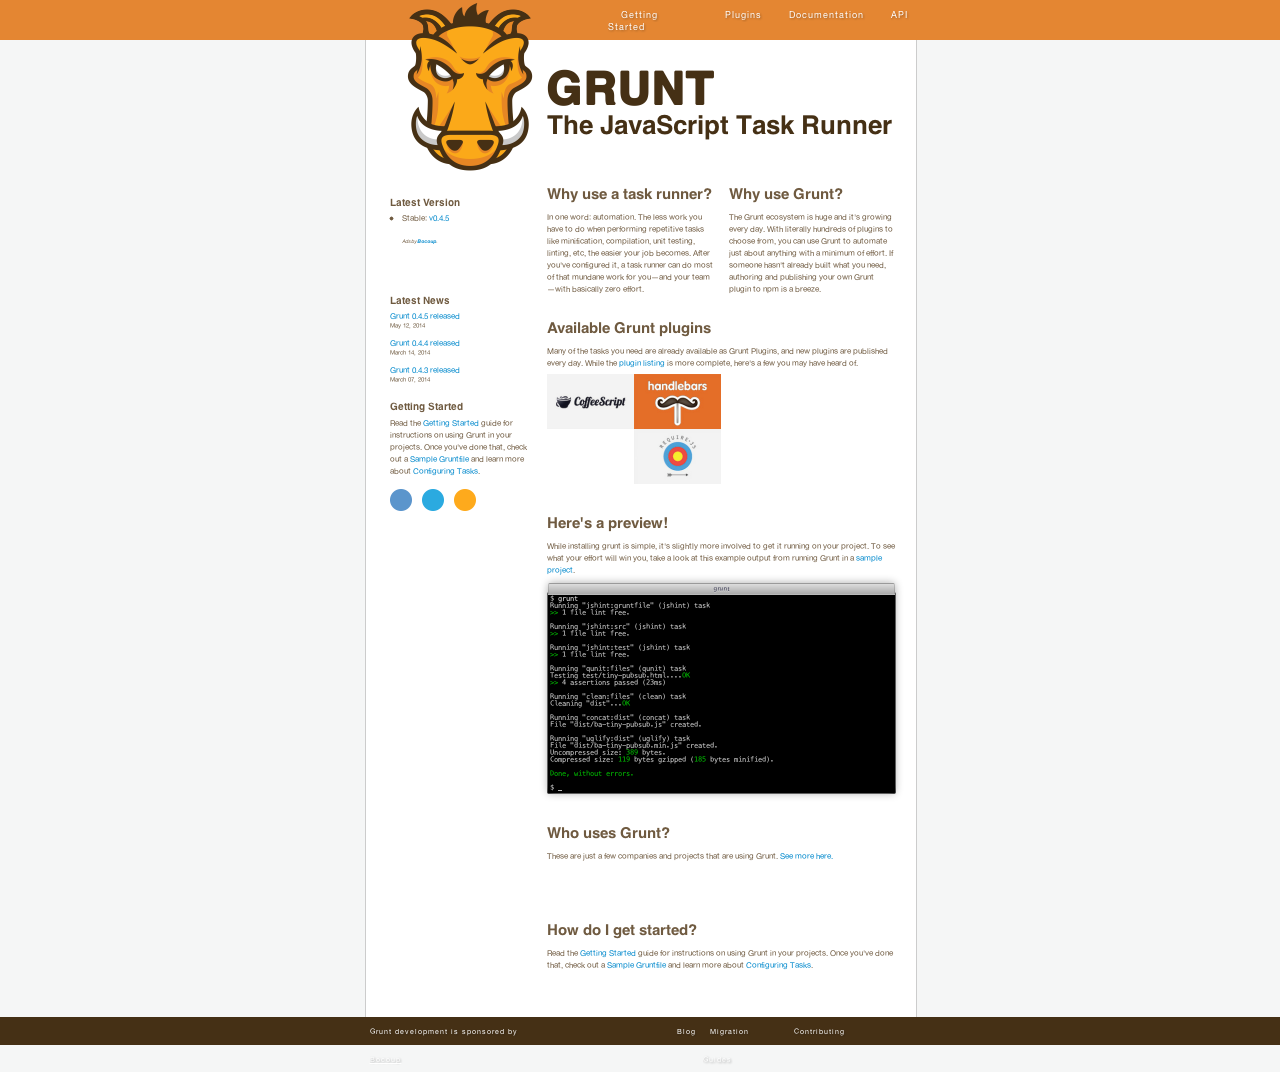 Getting Started
Plugins
Documentation
API
GRUNT
The JavaScript Task Runner
Latest Version
Stable: v0.4.5
Ads by Bocoup.
Latest News
Grunt 0.4.5 released
May 12, 2014
Grunt 0.4.4 released
March 14, 2014
Grunt 0.4.3 released
March 07, 2014
Getting Started
Read the Getting Started guide for
instructions on using Grunt in your
projects. Once you've done that, check
out a Sample Gruntfile and learn more
about Configuring Tasks.
Why use a task runner?
In one word: automation. The less work you
have to do when performing repetitive tasks
like minification, compilation, unit testing,
linting, etc, the easier your job becomes. After
you've configured it, a task runner can do most
of that mundane work for you—and your team
—with basically zero effort.
Why use Grunt?
The Grunt ecosystem is huge and it's growing
every day. With literally hundreds of plugins to
choose from, you can use Grunt to automate
just about anything with a minimum of effort. If
someone hasn't already built what you need,
authoring and publishing your own Grunt
plugin to npm is a breeze.
Available Grunt plugins
Many of the tasks you need are already available as Grunt Plugins, and new plugins are published
every day. While the plugin listing is more complete, here's a few you may have heard of.
CoffeeScript
handlebars
REQUIRE·JS
Here's a preview!
While installing grunt is simple, it's slightly more involved to get it running on your project. To see
what your effort will win you, take a look at this example output from running Grunt in a sample
project.
grunt
$ grunt
Running "jshint:gruntfile" (jshint) task
>> 1 file lint free.
Running "jshint:src" (jshint) task
>> 1 file lint free.
Running "jshint:test" (jshint) task
>> 1 file lint free.
Running "qunit:files" (qunit) task
Testing test/tiny-pubsub.html....OK
>> 4 assertions passed (23ms)
Running "clean:files" (clean) task
Cleaning "dist"...OK
Running "concat:dist" (concat) task
File "dist/ba-tiny-pubsub.js" created.
Running "uglify:dist" (uglify) task
File "dist/ba-tiny-pubsub.min.js" created.
Uncompressed size: 389 bytes.
Compressed size: 119 bytes gzipped (185 bytes minified).
Done, without errors.
$ _
Who uses Grunt?
These are just a few companies and projects that are using Grunt. See more here.
How do I get started?
Read the Getting Started guide for instructions on using Grunt in your projects. Once you've done
that, check out a Sample Gruntfile and learn more about Configuring Tasks.
Grunt development is sponsored by
Blog
Migration
Contributing
Bocoup
Guides